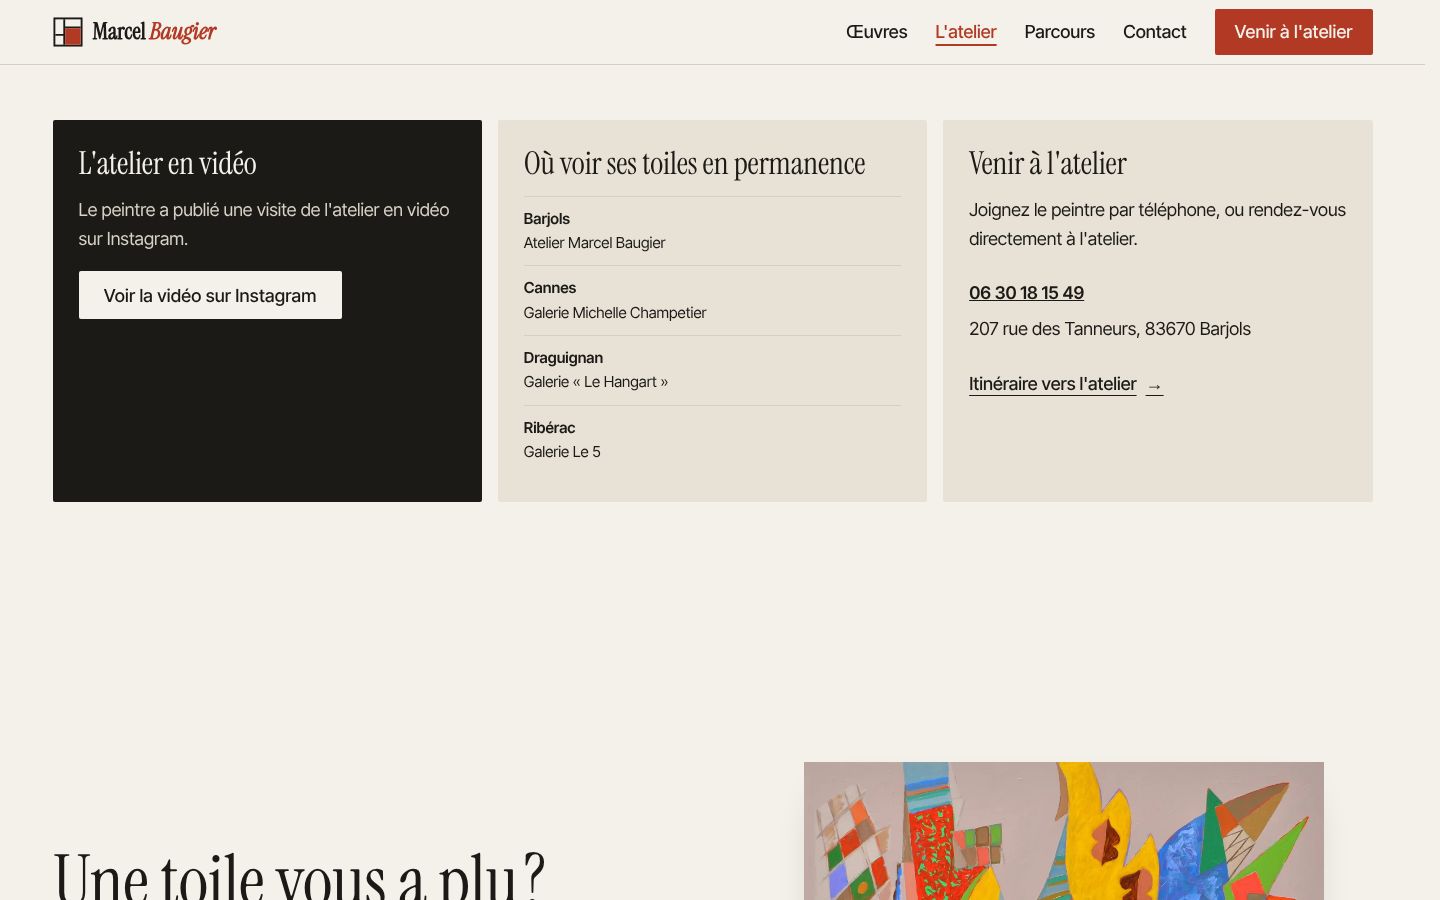 Marcel Baugier
Œuvres
L'atelier
Parcours
Contact
Venir à l'atelier
L'atelier en vidéo
Le peintre a publié une visite de l'atelier en vidéo
sur Instagram.
Voir la vidéo sur Instagram
Où voir ses toiles en permanence
Barjols
Atelier Marcel Baugier
Cannes
Galerie Michelle Champetier
Draguignan
Galerie « Le Hangart »
Ribérac
Galerie Le 5
Venir à l'atelier
Joignez le peintre par téléphone, ou rendez-vous
directement à l'atelier.
06 30 18 15 49
207 rue des Tanneurs, 83670 Barjols
Itinéraire vers l'atelier →
Une toile vous a plu ?